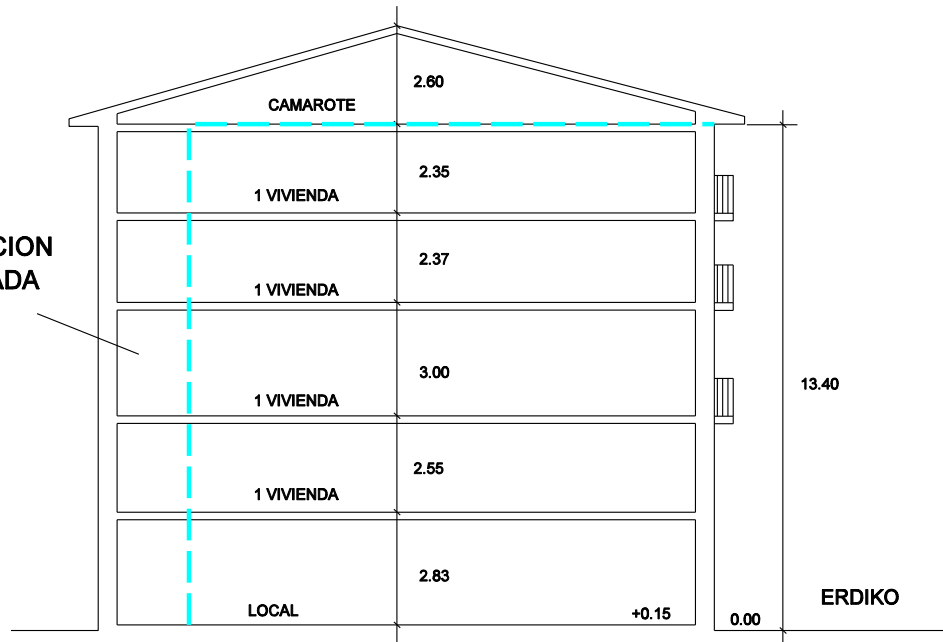 2.60
CAMAROTE
2.35
1 VIVIENDA
CION
ADA
2.37
1 VIVIENDA
3.00
13.40
1 VIVIENDA
2.55
1 VIVIENDA
2.83
LOCAL
+0.15
0.00
ERDIKO